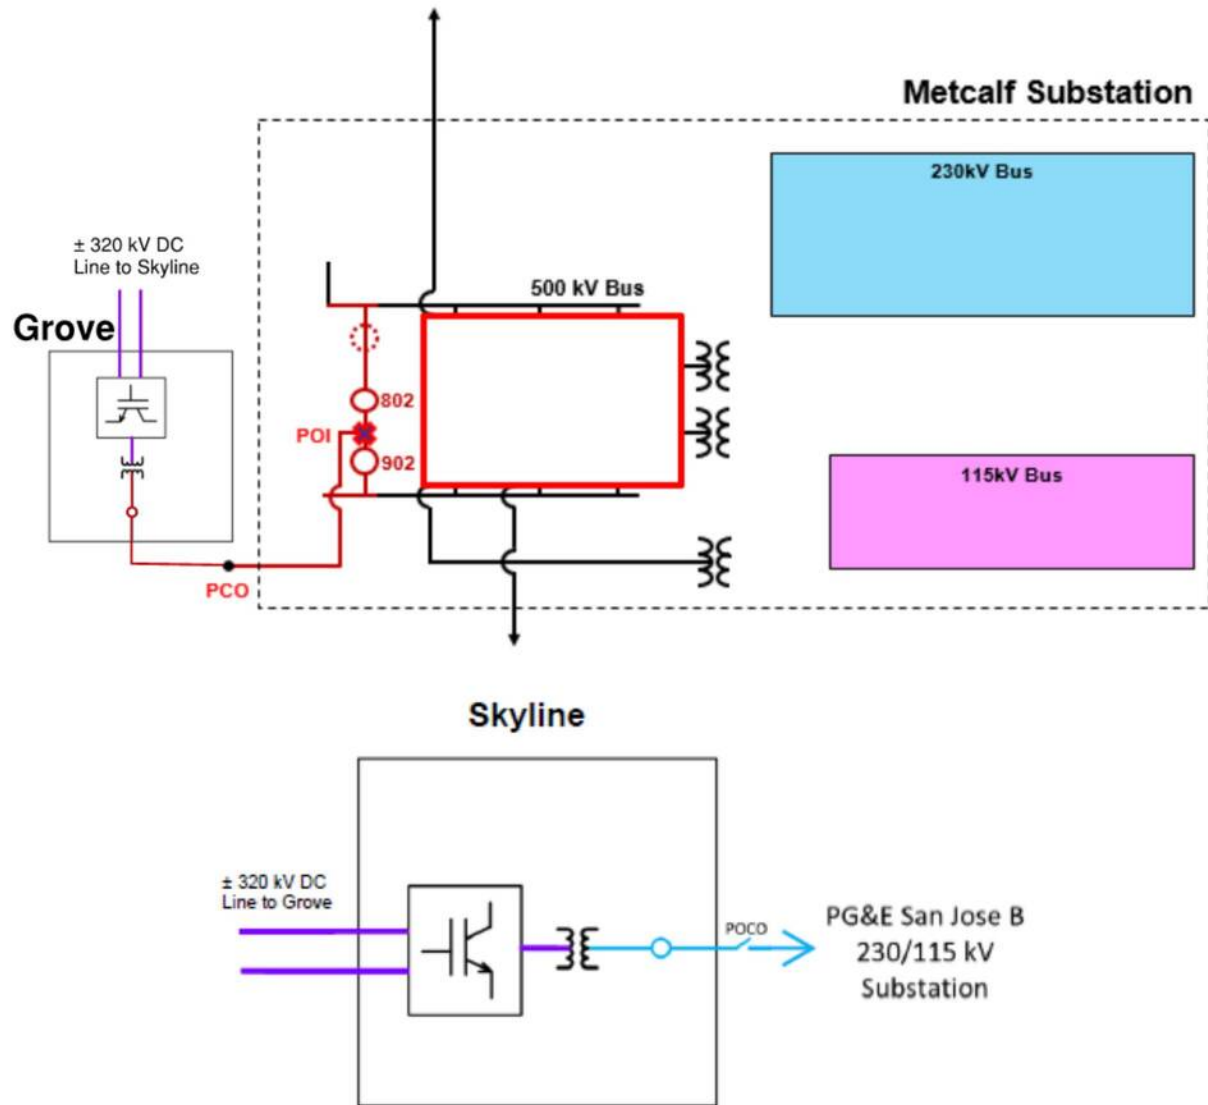 Metcalf Substation
230kV Bus
± 320 kV DC
Line to Skyline
500 kV Bus
Grove
802
POI
902
115kV Bus
PCO
Skyline
± 320 kV DC
Line to Grove
POCO
PG&E San Jose B
230/115 kV
Substation